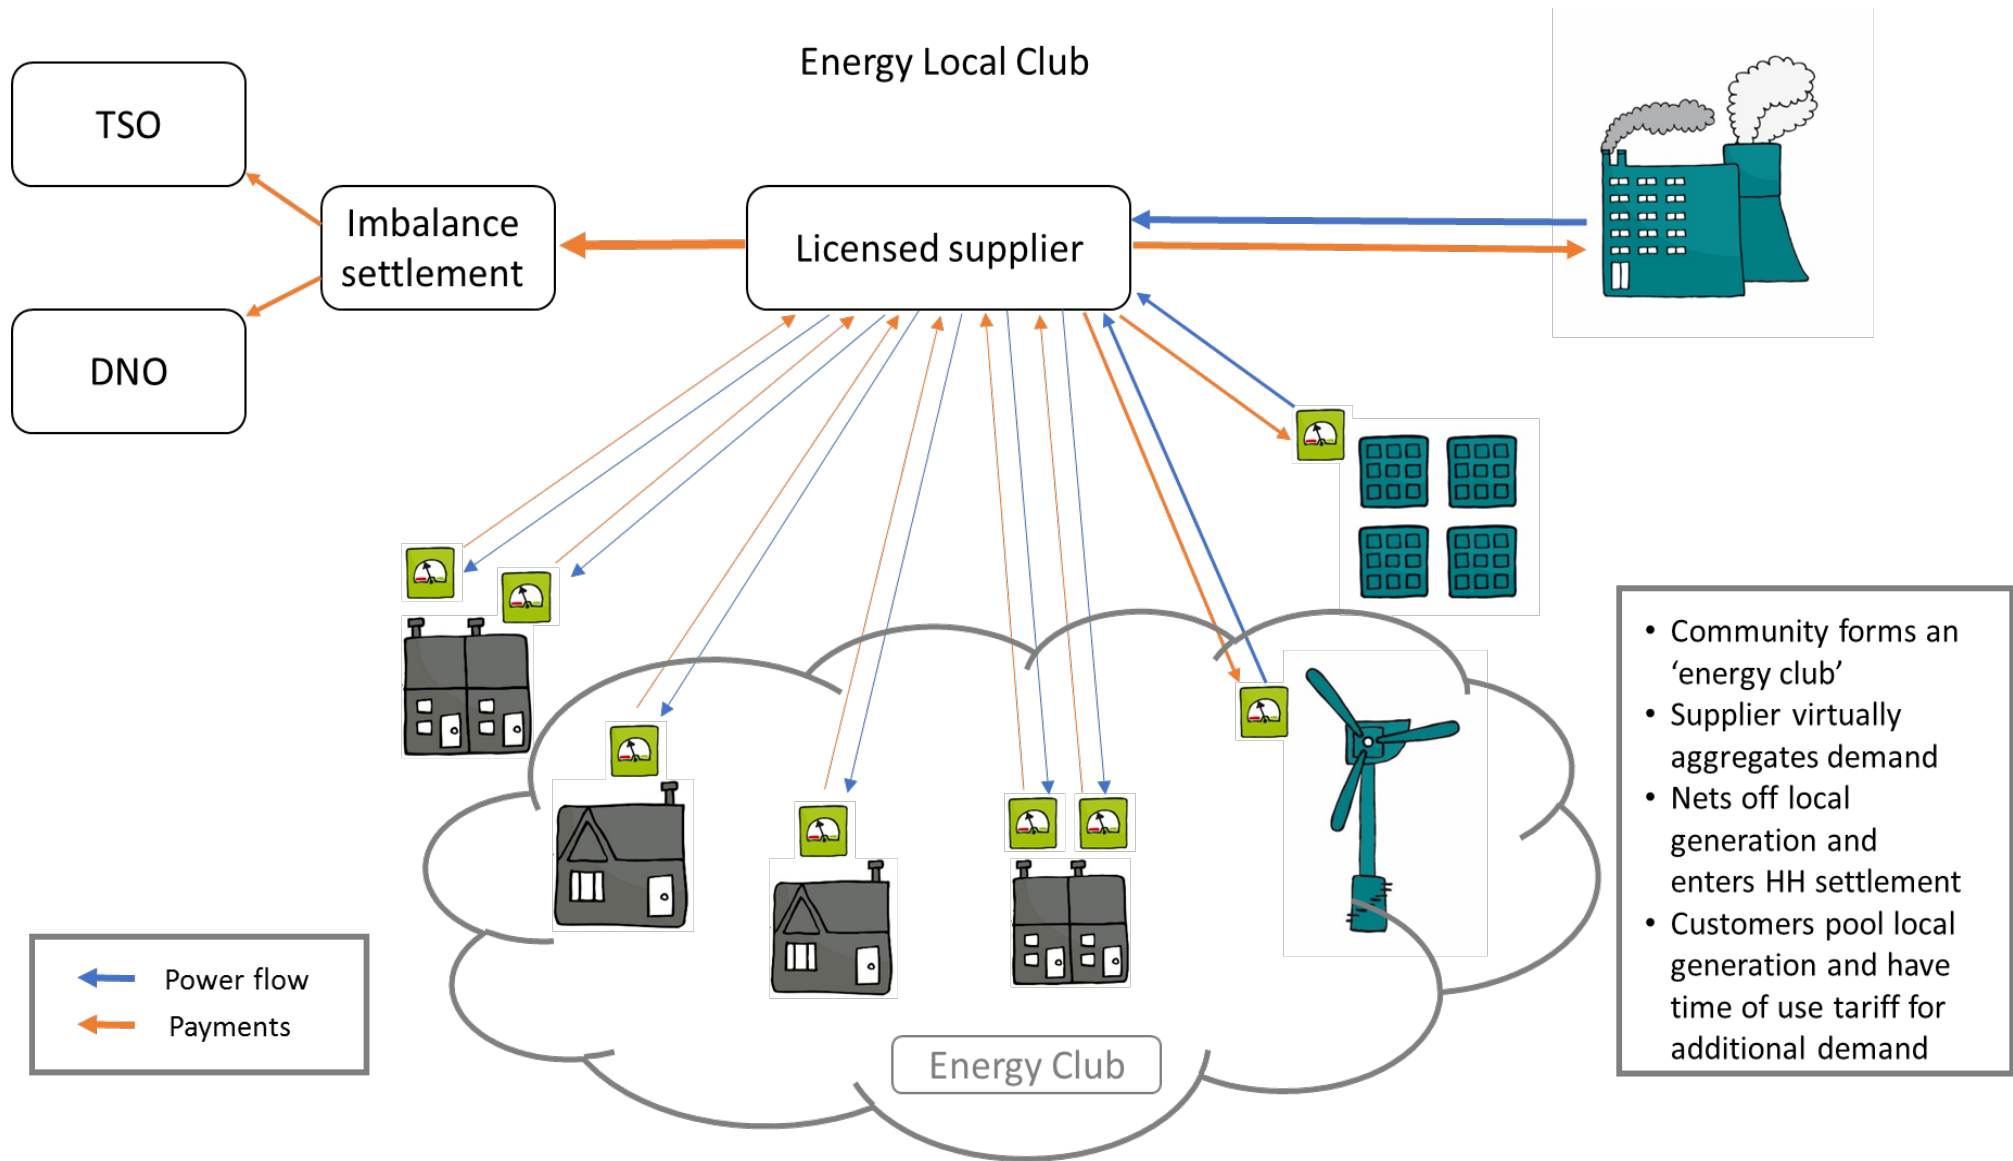 Energy Local Club
TSO
Imbalance
settlement
Licensed supplier
DNO
• Community forms an
‘energy club’
• Supplier virtually
aggregates demand
• Nets off local
generation and
enters HH settlement
• Customers pool local
generation and have
time of use tariff for
additional demand
Power flow
Payments
Energy Club